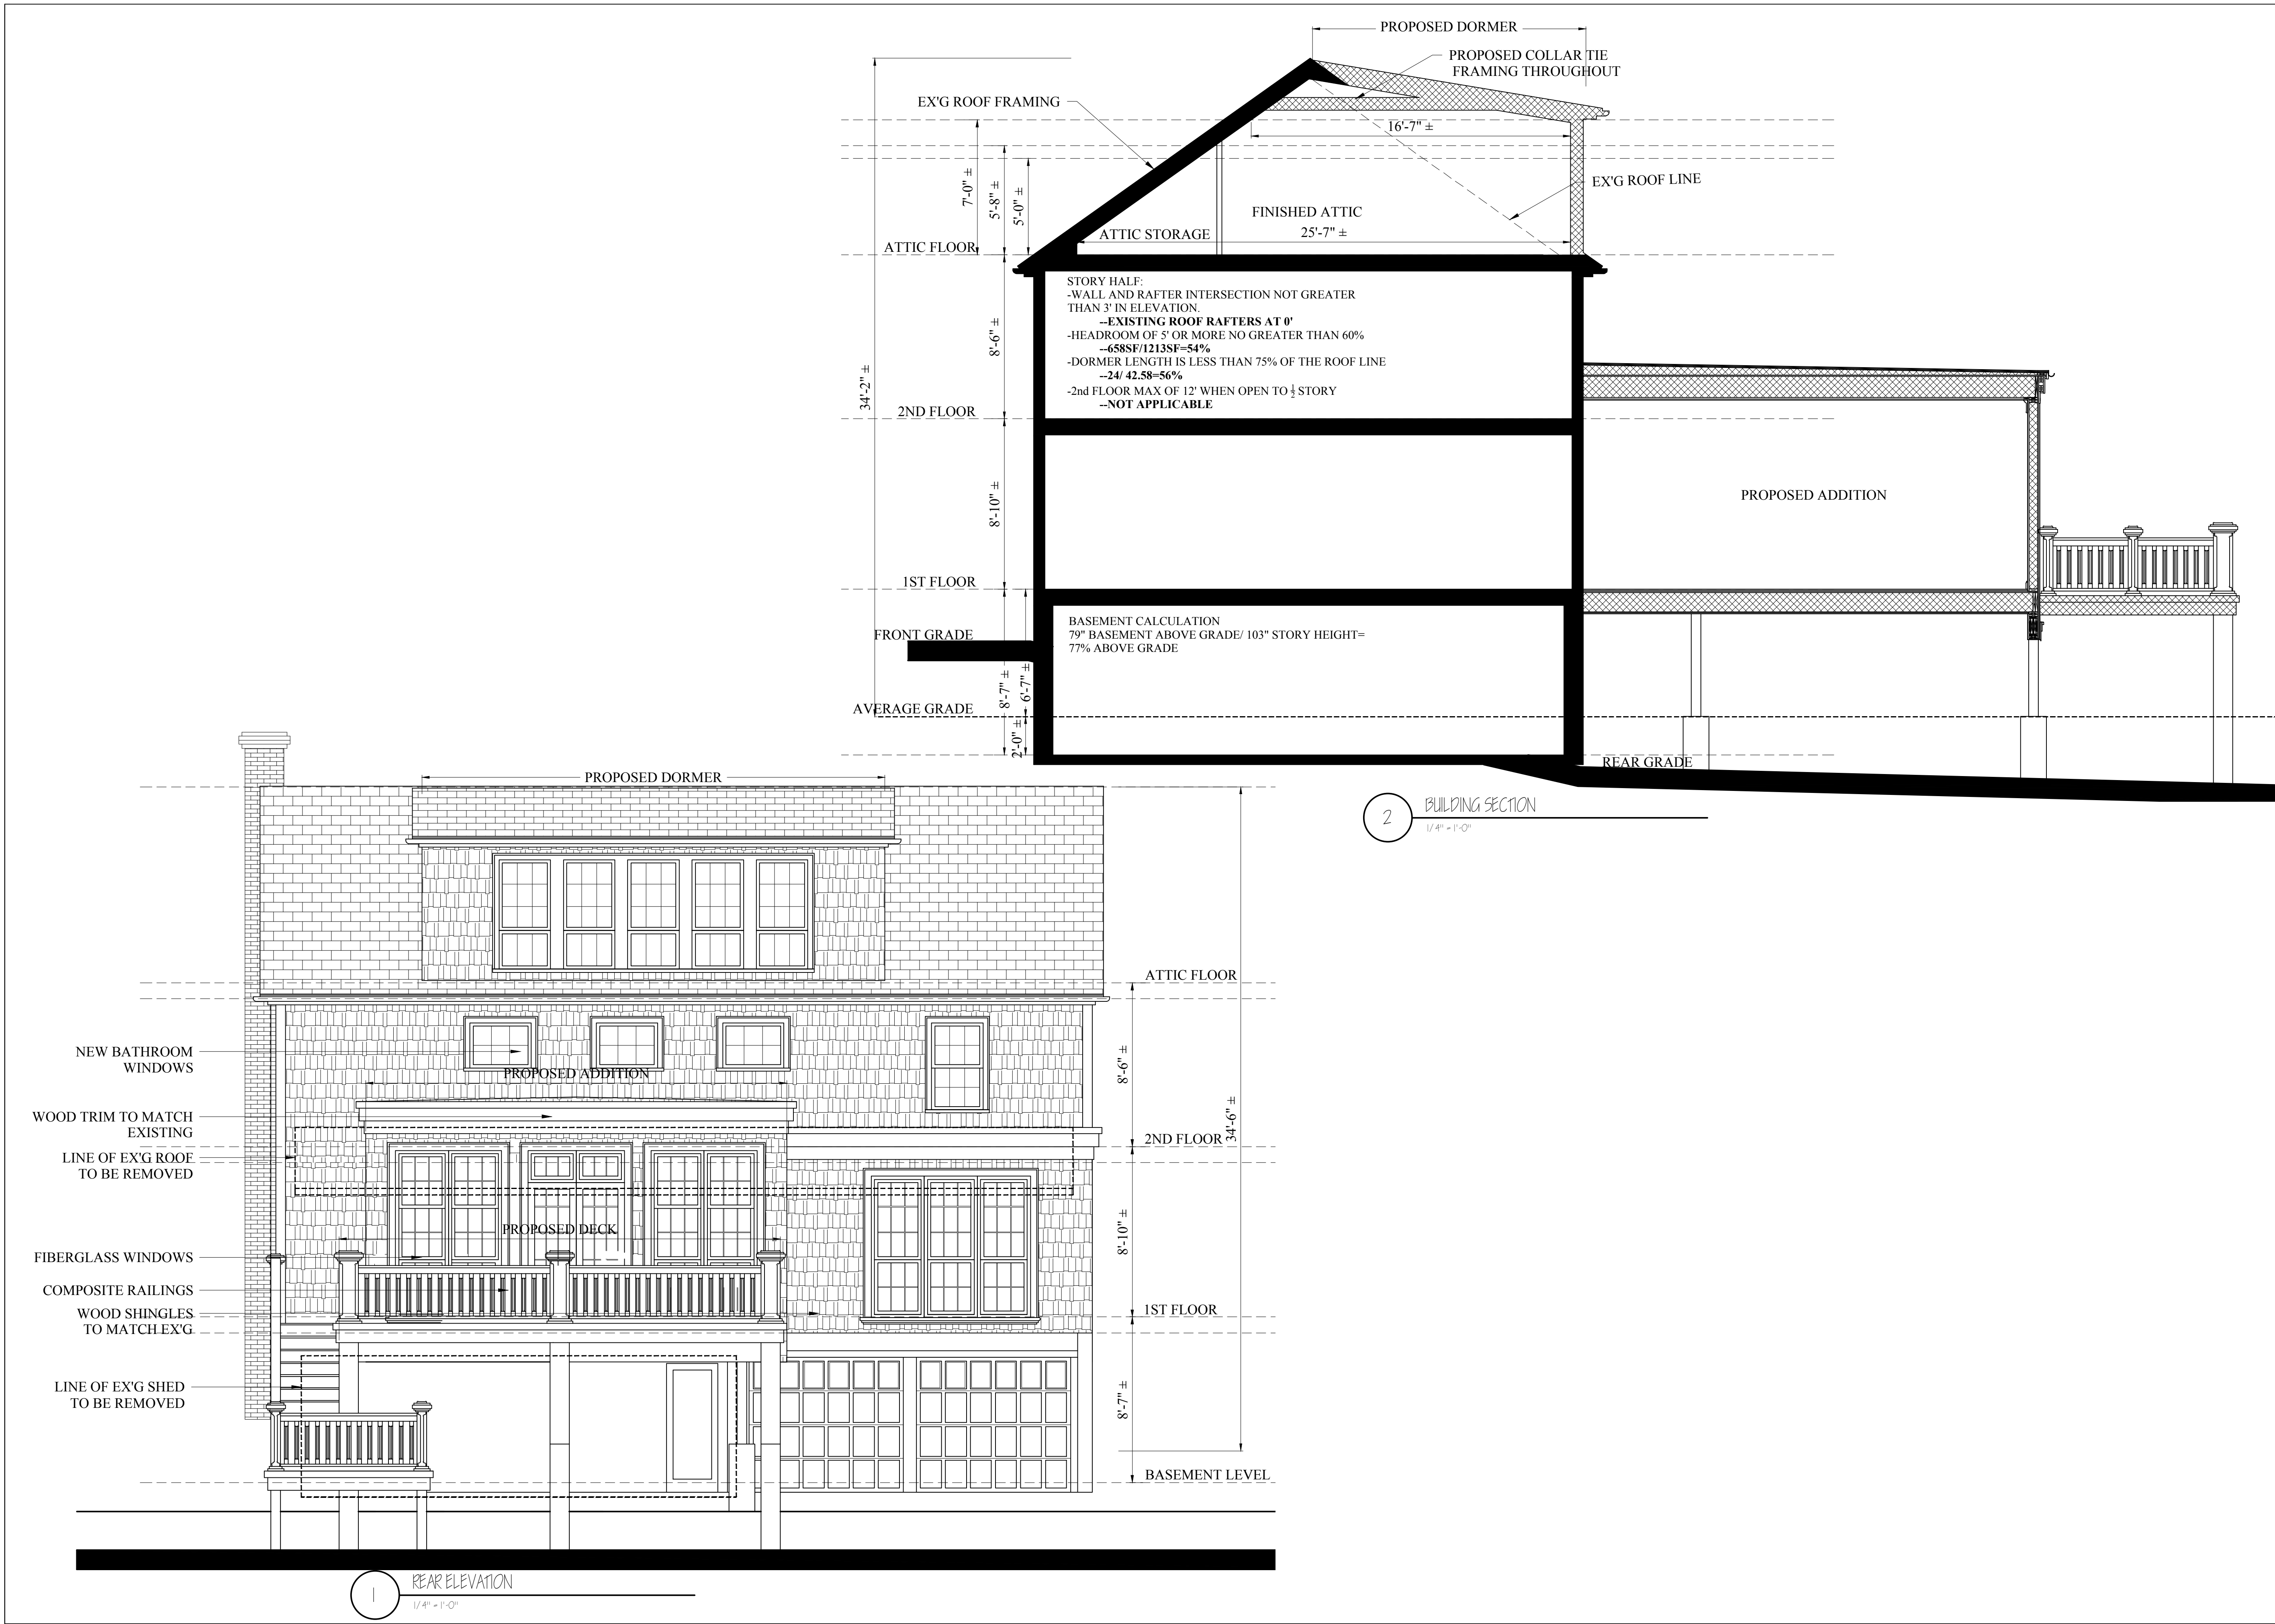 PROPOSED DORMER
PROPOSED COLLAR TIE
FRAMING THROUGHOUT
EX'G ROOF FRAMING
16'-7" ±
7'-0" ±
5'-8" ±
5'-0" ±
EX'G ROOF LINE
FINISHED ATTIC
25'-7" ±
ATTIC STORAGE
ATTIC FLOOR
STORY HALF:
-WALL AND RAFTER INTERSECTION NOT GREATER
THAN 3' IN ELEVATION.
--EXISTING ROOF RAFTERS AT 0'
-HEADROOM OF 5' OR MORE NO GREATER THAN 60%
--658SF/1213SF=54%
-DORMER LENGTH IS LESS THAN 75% OF THE ROOF LINE
--24/ 42.58=56%
-2nd FLOOR MAX OF 12' WHEN OPEN TO ½ STORY
--NOT APPLICABLE
8'-6" ±
34'-2" ±
2ND FLOOR
8'-10" ±
PROPOSED ADDITION
1ST FLOOR
BASEMENT CALCULATION
79" BASEMENT ABOVE GRADE/ 103" STORY HEIGHT=
77% ABOVE GRADE
FRONT GRADE
8'-7" ±
6'-7" ±
AVERAGE GRADE
2'-0" ±
REAR GRADE
2
BUILDING SECTION
1/4" = 1'-0"
PROPOSED DORMER
ATTIC FLOOR
NEW BATHROOM
WINDOWS
PROPOSED ADDITION
8'-6" ±
WOOD TRIM TO MATCH
EXISTING
34'-6" ±
2ND FLOOR
LINE OF EX'G ROOF
TO BE REMOVED
PROPOSED DECK
8'-10" ±
FIBERGLASS WINDOWS
COMPOSITE RAILINGS
WOOD SHINGLES
TO MATCH EX'G
1ST FLOOR
LINE OF EX'G SHED
TO BE REMOVED
8'-7" ±
BASEMENT LEVEL
1
REAR ELEVATION
1/4" = 1'-0"